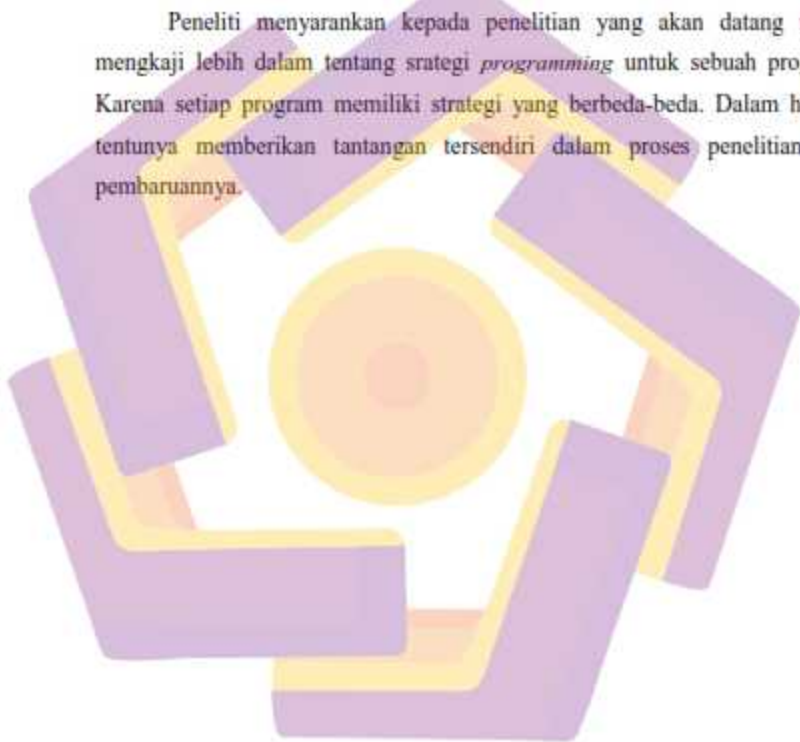 Peneliti menyarankan kepada penelitian yang akan datang
mengkaji lebih dalam tentang srategi programming untuk sebuah pro
Karena setiap program memiliki strategi yang berbeda-beda. Dalam h
tentunya memberikan tantangan tersendiri dalam proses penelitian
pembaruannya.